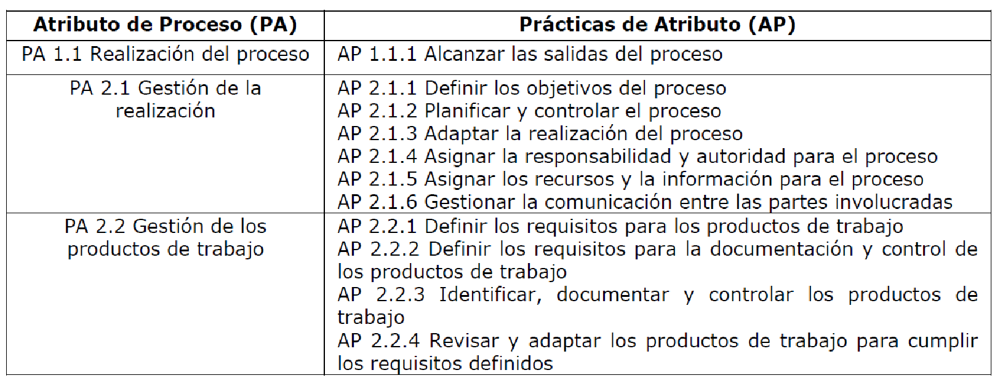 Atributo de Proceso (PA) Prácticas de Atributo (AP)
PA 1.1 Realización del proceso AP 1.1.1 Alcanzar las salidas del proceso
PA 2.1 Gestión de la
realización
AP 2.1.1 Definir los objetivos del proceso
AP 2.1.2 Planificar y controlar el proceso
AP 2.1.3 Adaptar la realización del proceso
AP 2.1.4 Asignar la responsabilidad y autoridad para el proceso
AP 2.1.5 Asignar los recursos y la información para el proceso
AP 2.1.6 Gestionar la comunicación entre las partes involucradas
PA 2.2 Gestión de los
productos de trabajo
AP 2.2.1 Definir los requisitos para los productos de trabajo
AP 2.2.2 Definir los requisitos para la documentación y control de
los productos de trabajo
AP 2.2.3 Identificar, documentar y controlar los productos de
trabajo
AP 2.2.4 Revisar y adaptar los productos de trabajo para cumplir
los requisitos definidos